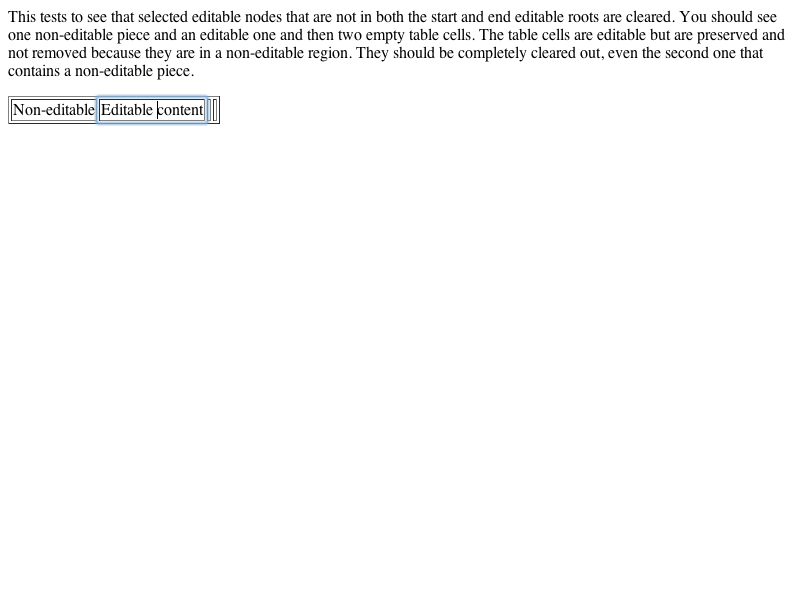 This tests to see that selected editable nodes that are not in both the start and end editable roots are cleared. You should see
one non-editable piece and an editable one and then two empty table cells. The table cells are editable but are preserved and
not removed because they are in a non-editable region. They should be completely cleared out, even the second one that
contains a non-editable piece.
Non-editable Editable content